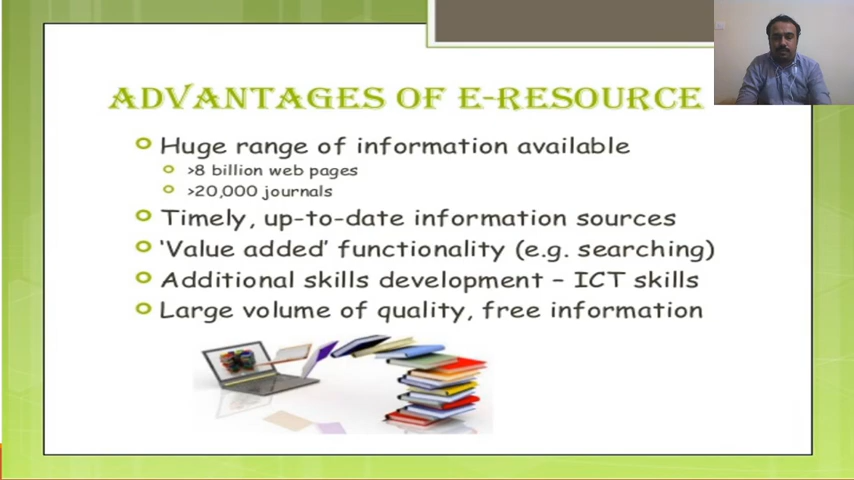 ADVANTAGES OF E-RESOURCE
Huge range of information available
>8 billion web pages
>20,000 journals
Timely, up-to-date information sources
‘Value added’ functionality (e.g. searching)
Additional skills development – ICT skills
Large volume of quality, free information